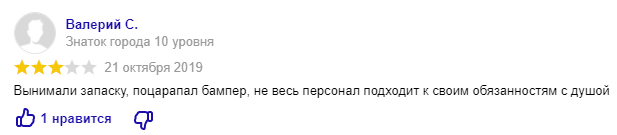 Валерий С.
Знаток города 10 уровня
21 октября 2019
Вынимали запаску, поцарапал бампер, не весь персонал подходит к своим обязанностям с душой
1 нравится